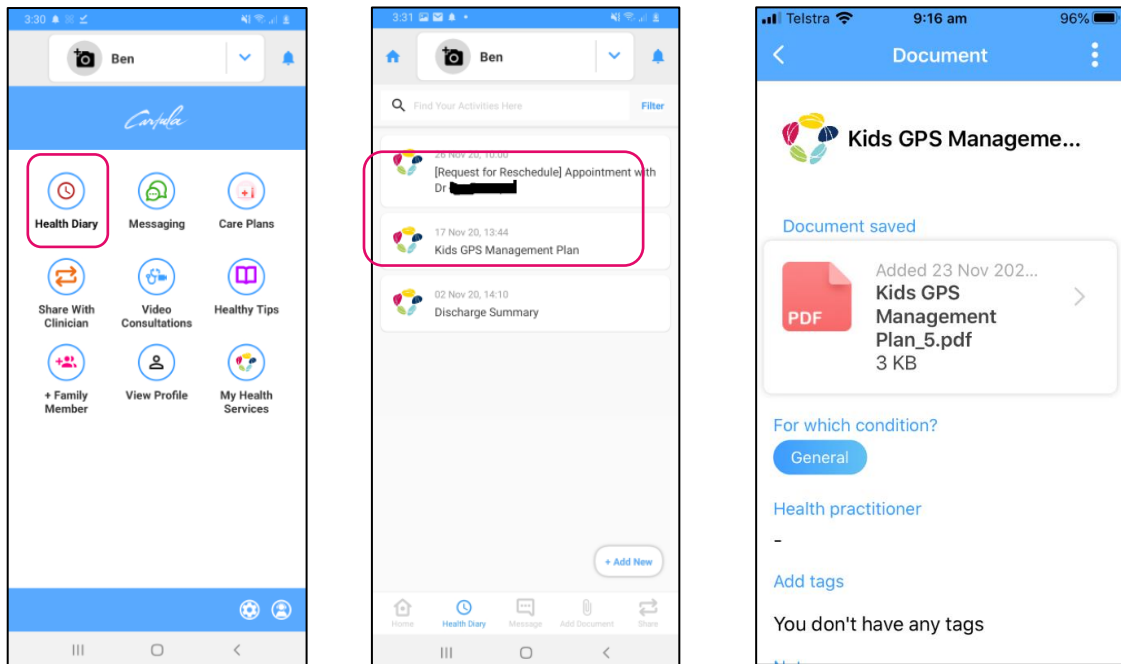 3:30
Ben
Cantala
Health Diary
Messaging
Care Plans
Share With
Clinician
Video
Consultations
Healthy Tips
+ Family
Member
View Profile
My Health
Services
3:31
Ben
Find Your Activities Here
Filter
26 Nov 20, 10:00
[Request for Reschedule] Appointment with
Dr
17 Nov 20, 13:44
Kids GPS Management Plan
02 Nov 20, 14:10
Discharge Summary
+ Add New
Home
Health Diary
Message
Add Document
Share
Telstra
9:16 am
96%
Document
Kids GPS Manageme...
Document saved
PDF
Added 23 Nov 202...
Kids GPS
Management
Plan_5.pdf
3 KB
For which condition?
General
Health practitioner
-
Add tags
You don't have any tags